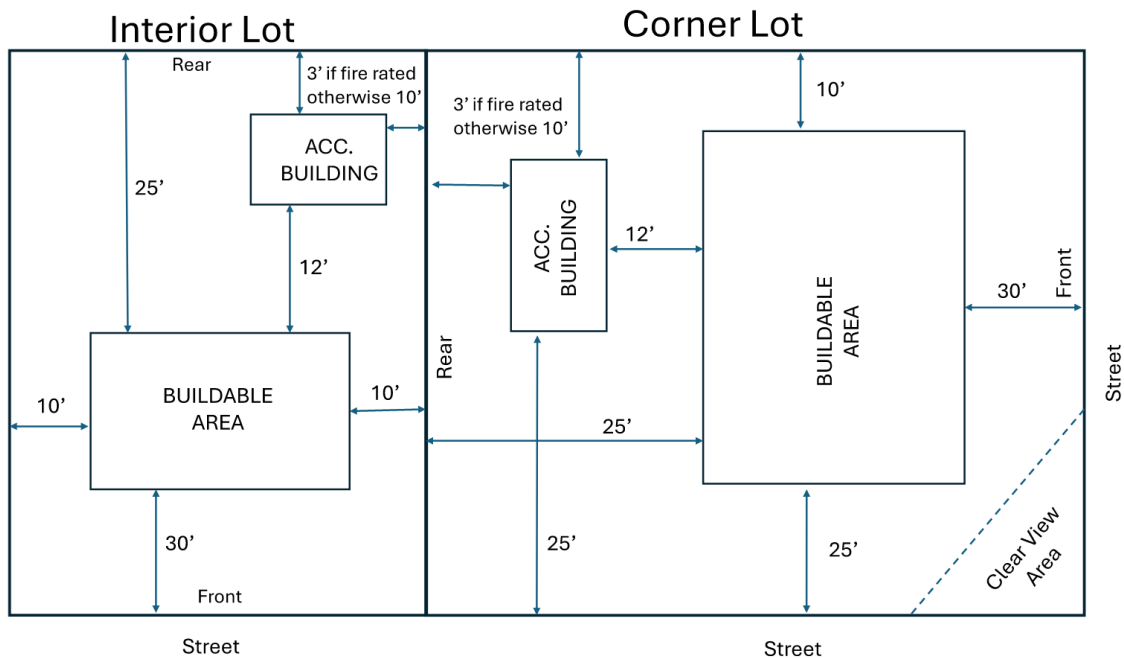 Interior Lot
Corner Lot
Rear
3’ if fire rated
otherwise 10’
ACC.
BUILDING
25’
12’
BUILDABLE
AREA
10’
10’
30’
Front
Street
3’ if fire rated
otherwise 10’
10’
ACC.
BUILDING
12’
BUILDABLE
AREA
30’
Front
Rear
Street
25’
25’
25’
Clear View
Area
Street